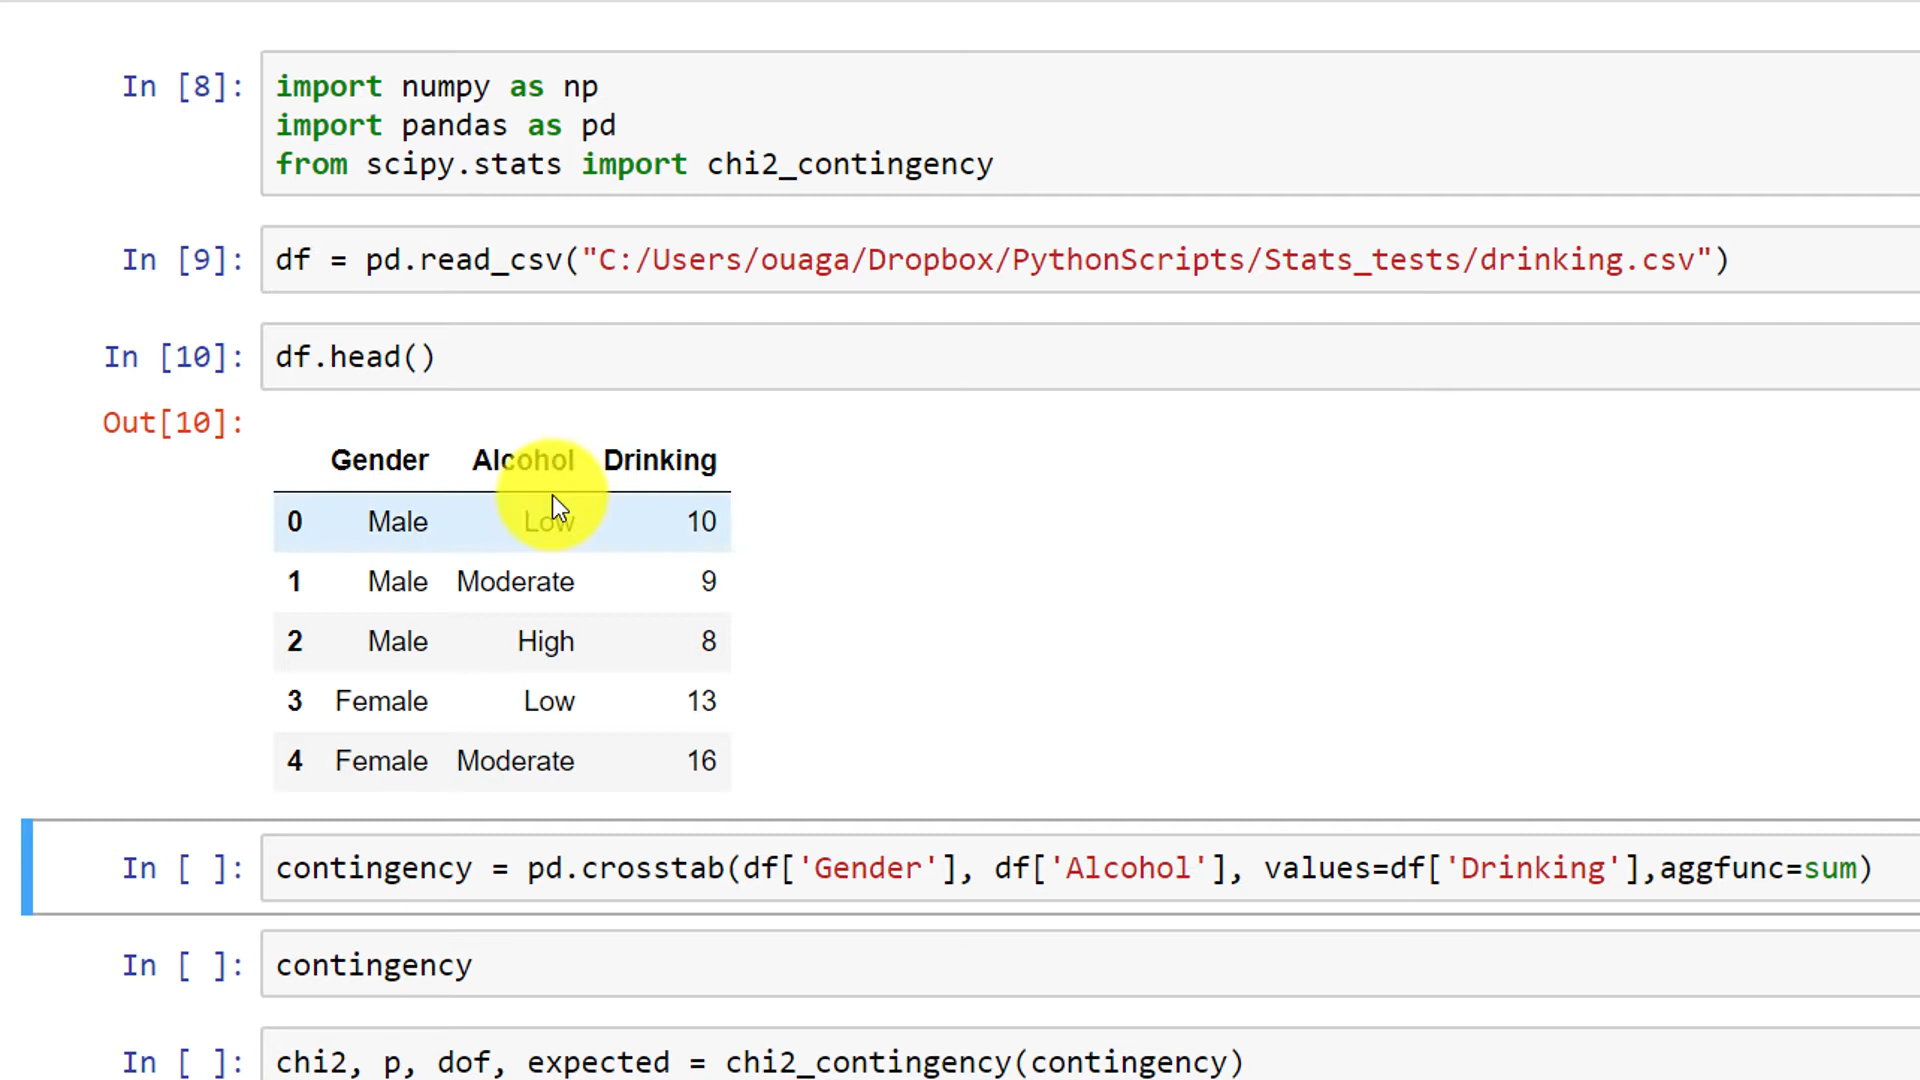 In [8]: import numpy as np
import pandas as pd
from scipy.stats import chi2_contingency
In [9]: df = pd.read_csv("C:/Users/ouaga/Dropbox/PythonScripts/Stats_tests/drinking.csv")
In [10]: df.head()
Out[10]:
Gender Alcohol Drinking
0 Male Low 10
1 Male Moderate 9
2 Male High 8
3 Female Low 13
4 Female Moderate 16
In [ ]: contingency = pd.crosstab(df['Gender'], df['Alcohol'], values=df['Drinking'],aggfunc=sum)
In [ ]: contingency
In [ ]: chi2, p, dof, expected = chi2_contingency(contingency)